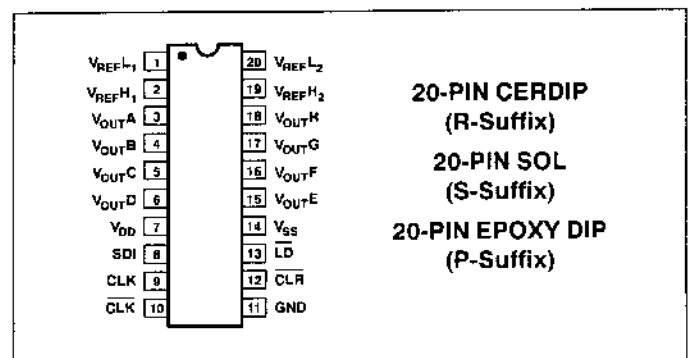 VREFL1 1
VREFH1 2
VOUTA 3
VOUTB 4
VOUTC 5
VOUTD 6
VDD 7
SDI 8
CLK 9
CLK 10
20 VREFL2
19 VREFH2
18 VOUTH
17 VOUTG
16 VOUTF
15 VOUTE
14 VSS
13 LD
12 CLR
11 GND
20-PIN CERDIP
(R-Suffix)
20-PIN SOL
(S-Suffix)
20-PIN EPOXY DIP
(P-Suffix)